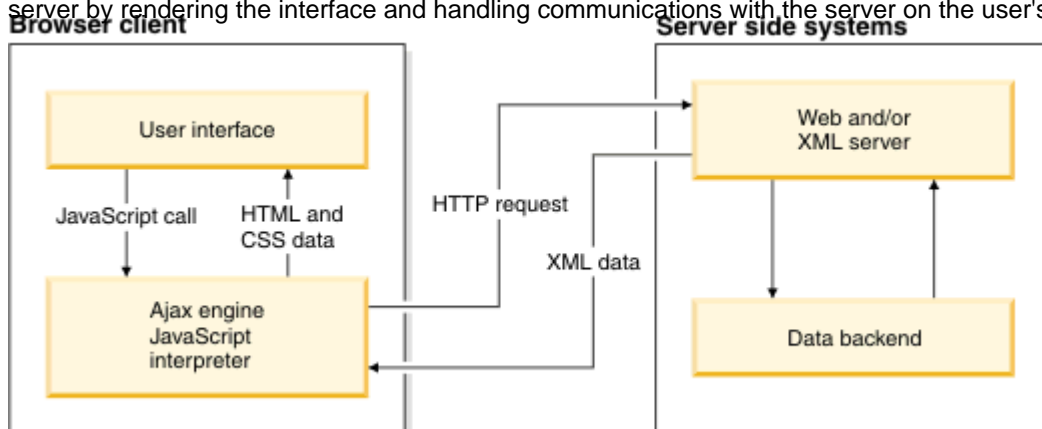 server by rendering the interface and handling communications with the server on the user's
Browser client
Server side systems
User interface
Web and/or
XML server
JavaScript call
HTML and
CSS data
HTTP request
XML data
Ajax engine
JavaScript
interpreter
Data backend